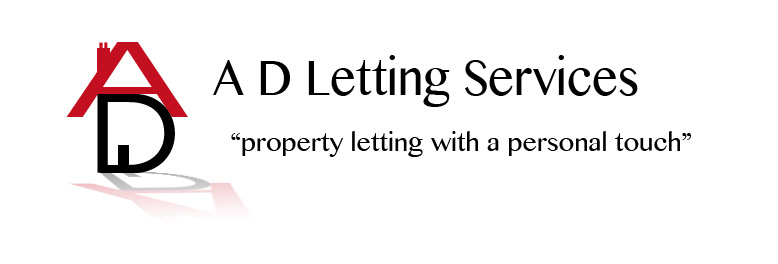 A D
A D Letting Services
“property letting with a personal touch”